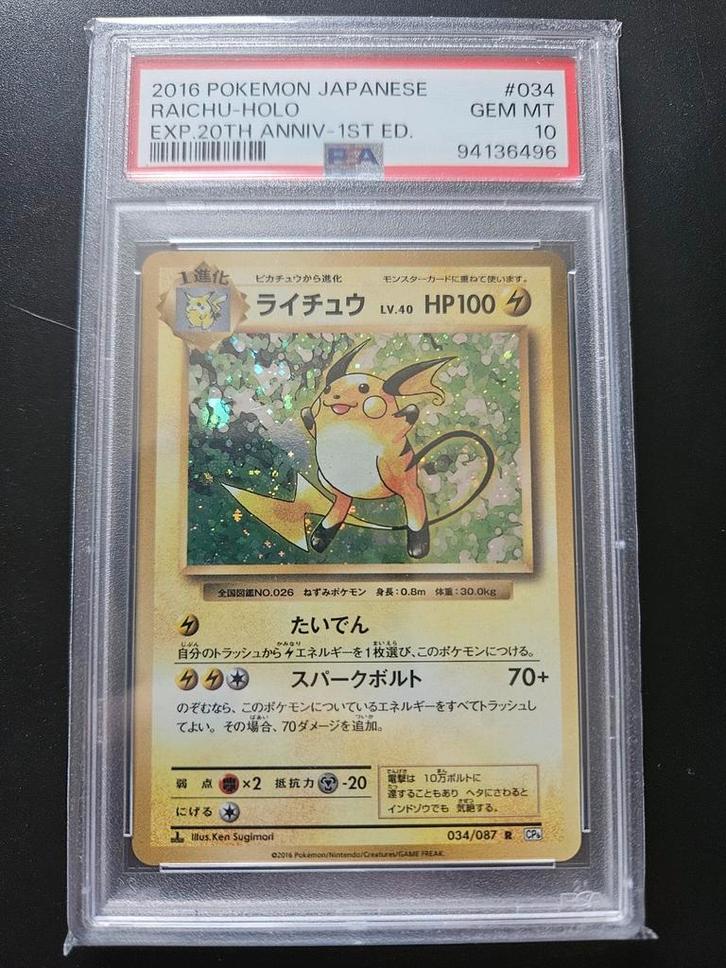 2016 POKEMON JAPANESE #034
RAICHU-HOLO GEM MT
EXP.20TH ANNIV-1ST ED. 10
PSA 94136496
1進化 ピカチュウから進化 モンスターカードに重ねて使います。
ライチュウ LV.40 HP100
全国図鑑NO.026 ねずみポケモン 身長:0.8m 体重:30.0kg
たいでん
自分のトラッシュからエネルギーを1枚選び、このポケモンにつける。
スパークボルト 70+
のぞむなら、このポケモンについているエネルギーをすべてトラッシュし
てよい。その場合、70ダメージを追加。
弱点 ×2 抵抗力 -20
にげる
電撃は 10万ボルトに
達することもあり ヘタにさわると
インドゾウでも 気絶する。
Illus.Ken Sugimori 034/087 R CP6
©2016 Pokémon/Nintendo/Creatures/GAME FREAK.